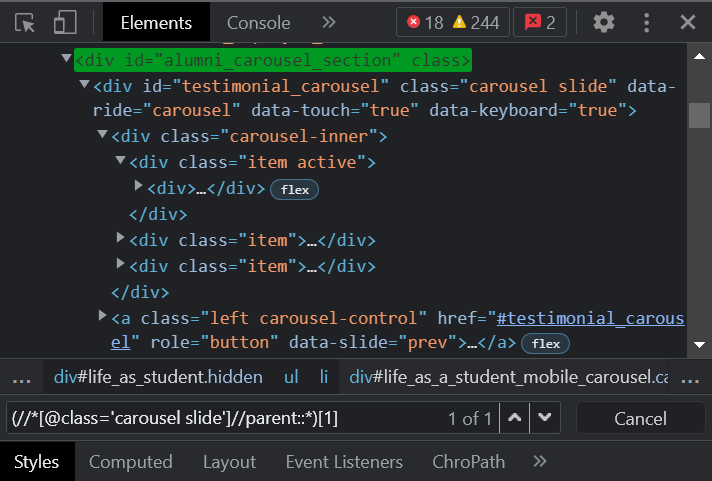 Elements Console » 18 244 2
<div id="alumni_carousel_section" class>
<div id="testimonial_carousel" class="carousel slide" data-
ride="carousel" data-touch="true" data-keyboard="true">
<div class="carousel-inner">
<div class="item active">
<div>…</div> flex
</div>
<div class="item">…</div>
<div class="item">…</div>
</div>
<a class="left carousel-control" href="#testimonial_carous
el" role="button" data-slide="prev">…</a> flex
... div#life_as_student.hidden ul li div#life_as_a_student_mobile_carousel.ca ...
(//*[@class='carousel slide']//parent::*)[1] 1 of 1 Cancel
Styles Computed Layout Event Listeners ChroPath »